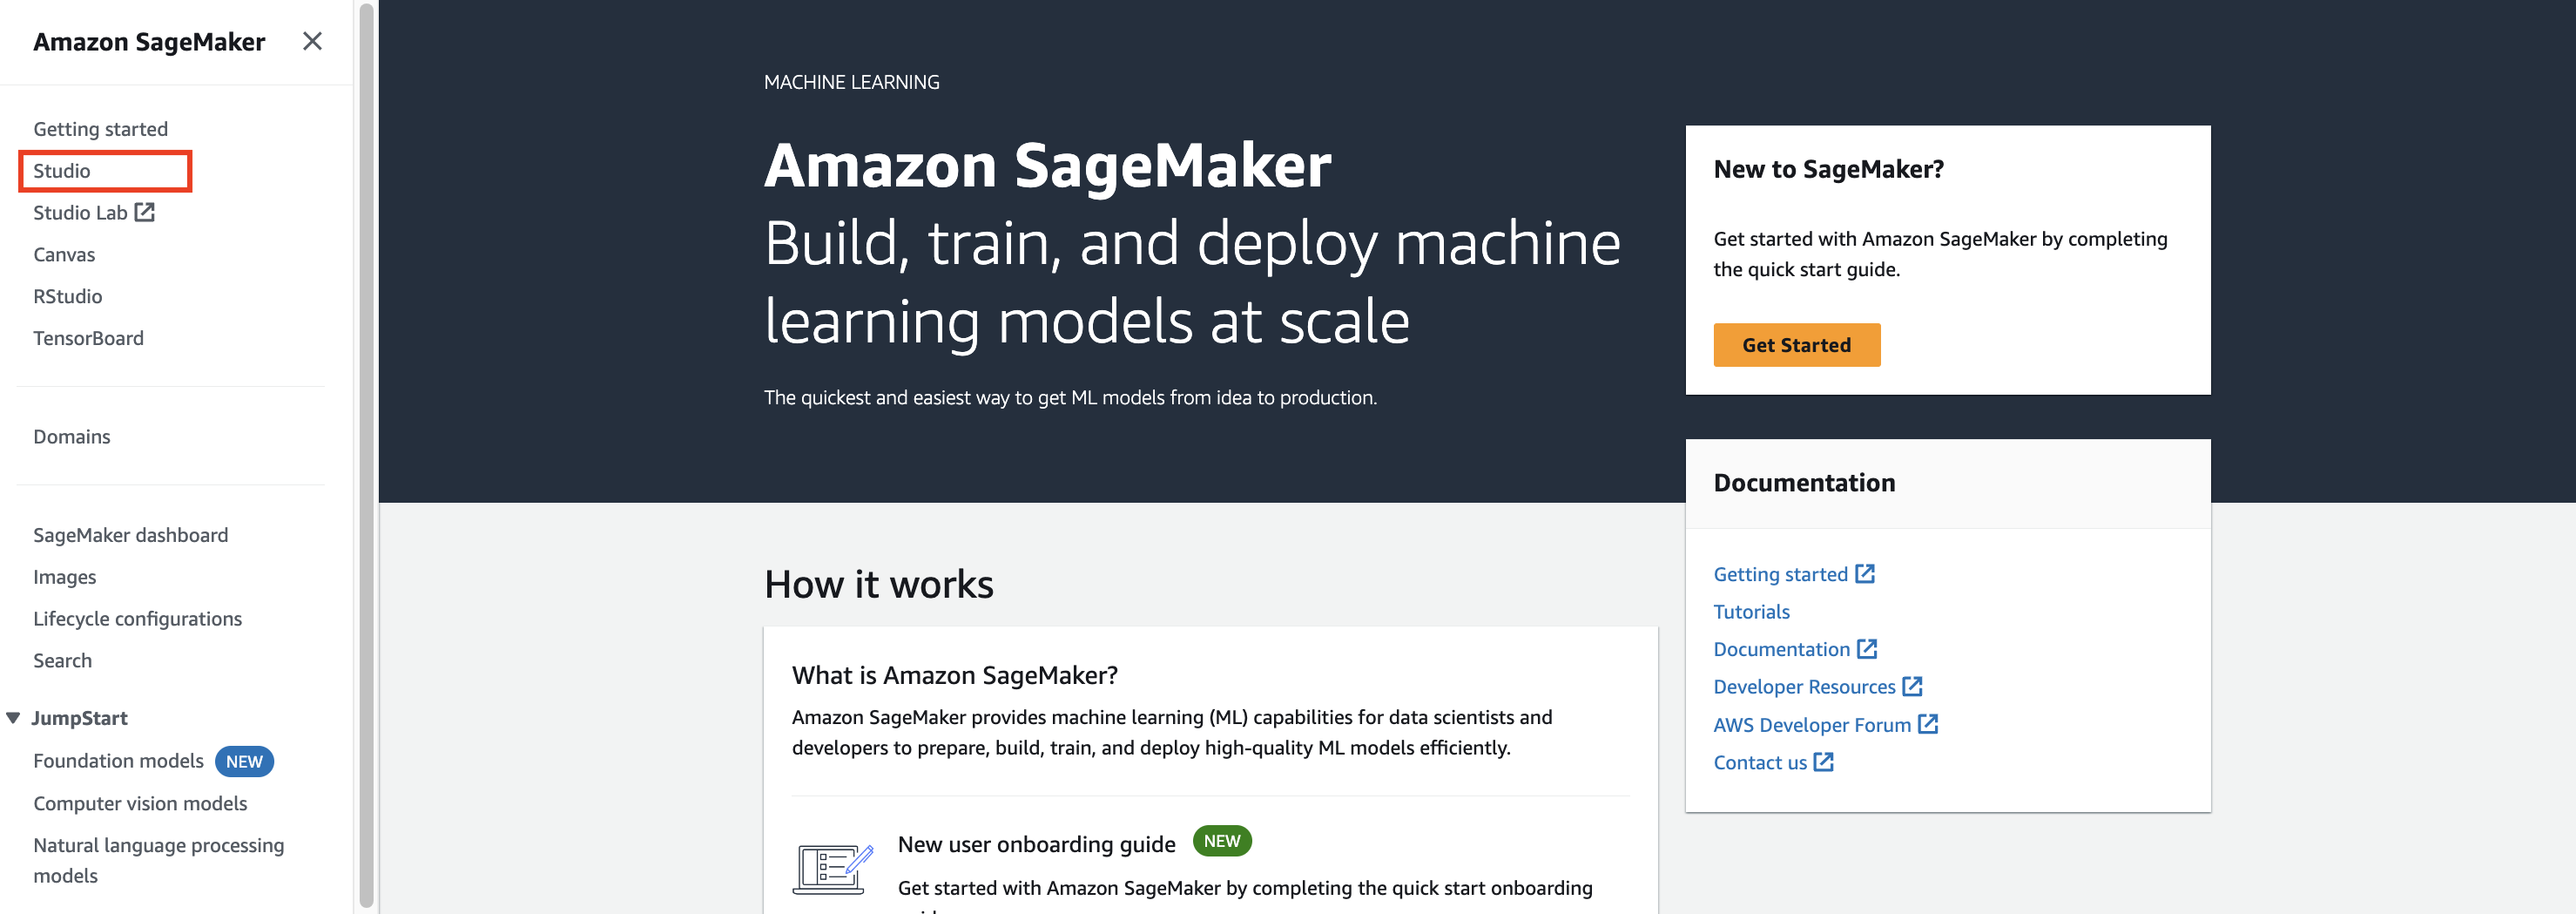 Amazon SageMaker
Getting started
Studio
Studio Lab
Canvas
RStudio
TensorBoard
Domains
SageMaker dashboard
Images
Lifecycle configurations
Search
JumpStart
Foundation models NEW
Computer vision models
Natural language processing
models
MACHINE LEARNING
Amazon SageMaker
Build, train, and deploy machine
learning models at scale
The quickest and easiest way to get ML models from idea to production.
New to SageMaker?
Get started with Amazon SageMaker by completing
the quick start guide.
Get Started
Documentation
Getting started
Tutorials
Documentation
Developer Resources
AWS Developer Forum
Contact us
How it works
What is Amazon SageMaker?
Amazon SageMaker provides machine learning (ML) capabilities for data scientists and
developers to prepare, build, train, and deploy high-quality ML models efficiently.
New user onboarding guide NEW
Get started with Amazon SageMaker by completing the quick start onboarding